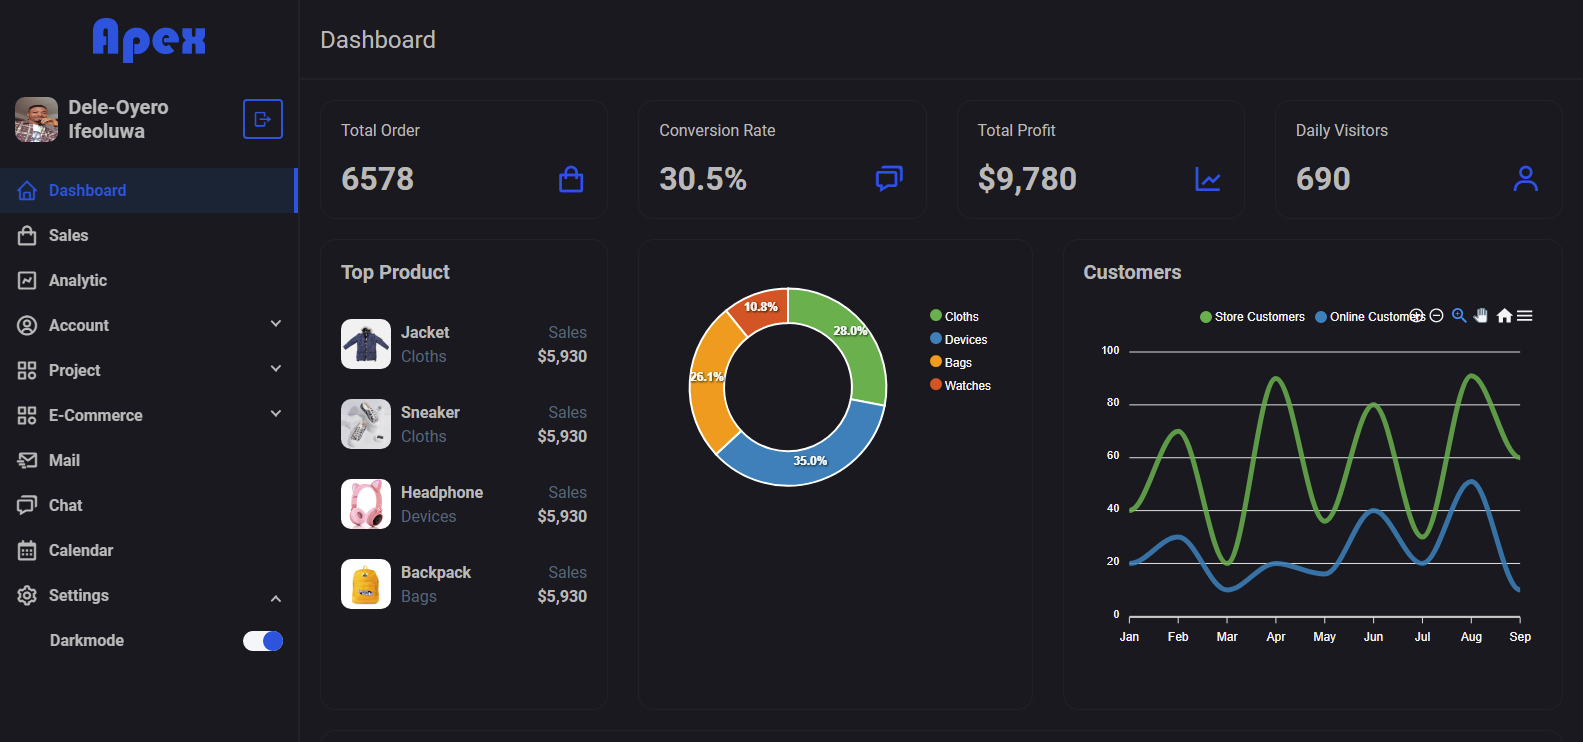 Apex
Dele-Oyero
Ifeoluwa
Dashboard
Sales
Analytic
Account
Project
E-Commerce
Mail
Chat
Calendar
Settings
Darkmode
Dashboard
Total Order
6578
Conversion Rate
30.5%
Total Profit
$9,780
Daily Visitors
690
Top Product
Jacket Sales
Cloths $5,930
Sneaker Sales
Cloths $5,930
Headphone Sales
Devices $5,930
Backpack Sales
Bags $5,930
10.8%
28.0%
26.1%
35.0%
Cloths
Devices
Bags
Watches
Customers
Store Customers Online Customers
100
80
60
40
20
0
Jan Feb Mar Apr May Jun Jul Aug Sep